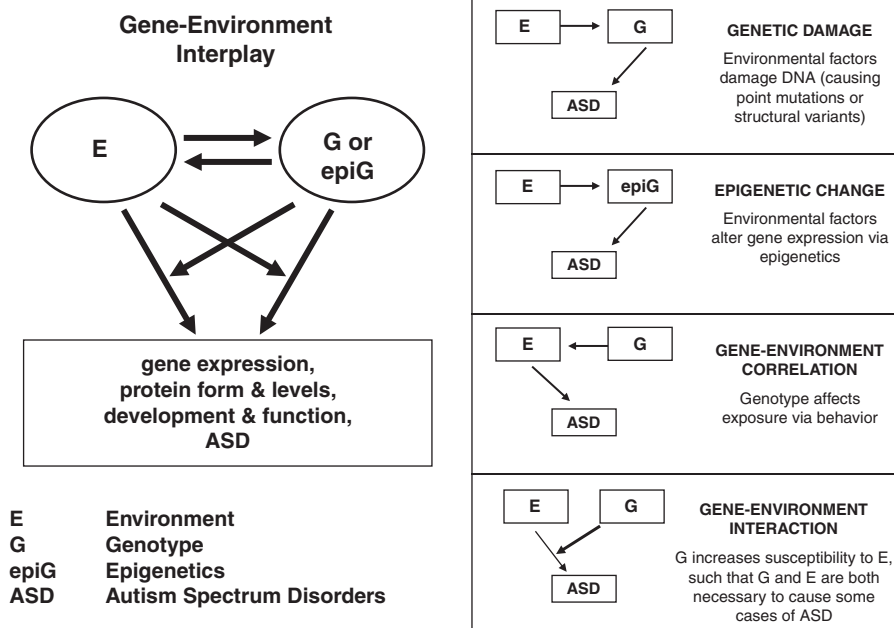 Gene-Environment
Interplay
E
G or
epiG
gene expression,
protein form & levels,
development & function,
ASD
E Environment
G Genotype
epiG Epigenetics
ASD Autism Spectrum Disorders
E
G
ASD
GENETIC DAMAGE
Environmental factors
damage DNA (causing
point mutations or
structural variants)
E
epiG
ASD
EPIGENETIC CHANGE
Environmental factors
alter gene expression via
epigenetics
E
G
ASD
GENE-ENVIRONMENT
CORRELATION
Genotype affects
exposure via behavior
E
G
ASD
GENE-ENVIRONMENT
INTERACTION
G increases susceptibility to E,
such that G and E are both
necessary to cause some
cases of ASD